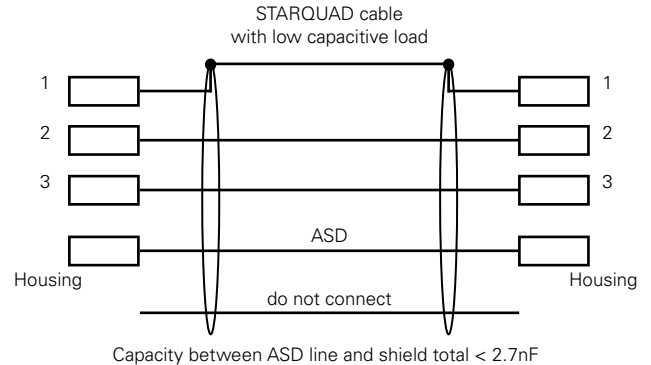 STARQUAD cable
with low capacitive load
1 1
2 2
3 3
ASD
Housing Housing
do not connect
Capacity between ASD line and shield total < 2.7nF